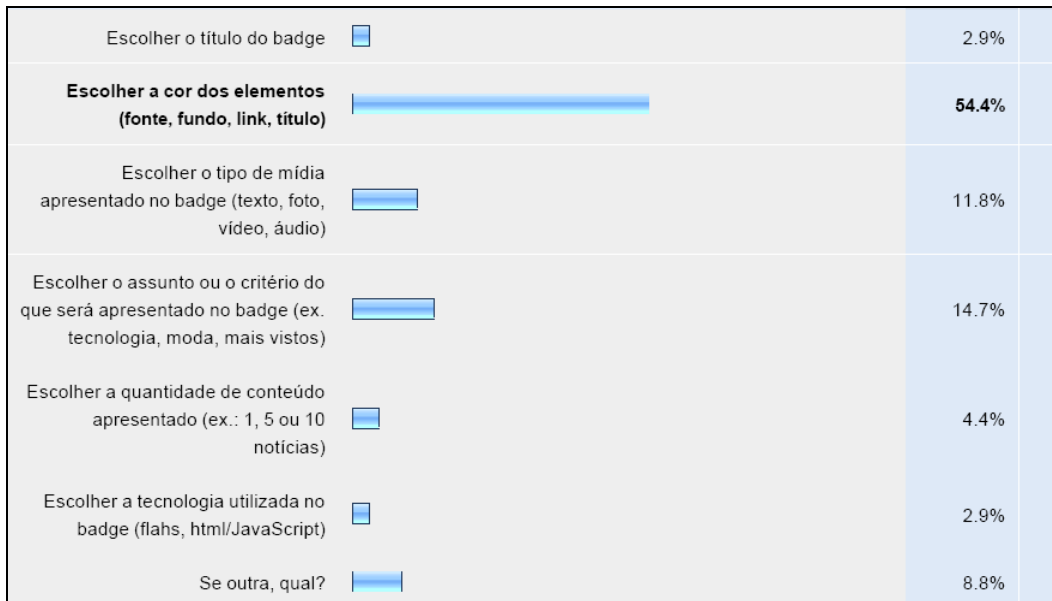 Escolher o título do badge 2.9%
Escolher a cor dos elementos
(fonte, fundo, link, título) 54.4%
Escolher o tipo de mídia
apresentado no badge (texto, foto, 11.8%
vídeo, áudio)
Escolher o assunto ou o critério do
que será apresentado no badge (ex. 14.7%
tecnologia, moda, mais vistos)
Escolher a quantidade de conteúdo
apresentado (ex.: 1, 5 ou 10 4.4%
notícias)
Escolher a tecnologia utilizada no
badge (flahs, html/JavaScript) 2.9%
Se outra, qual? 8.8%